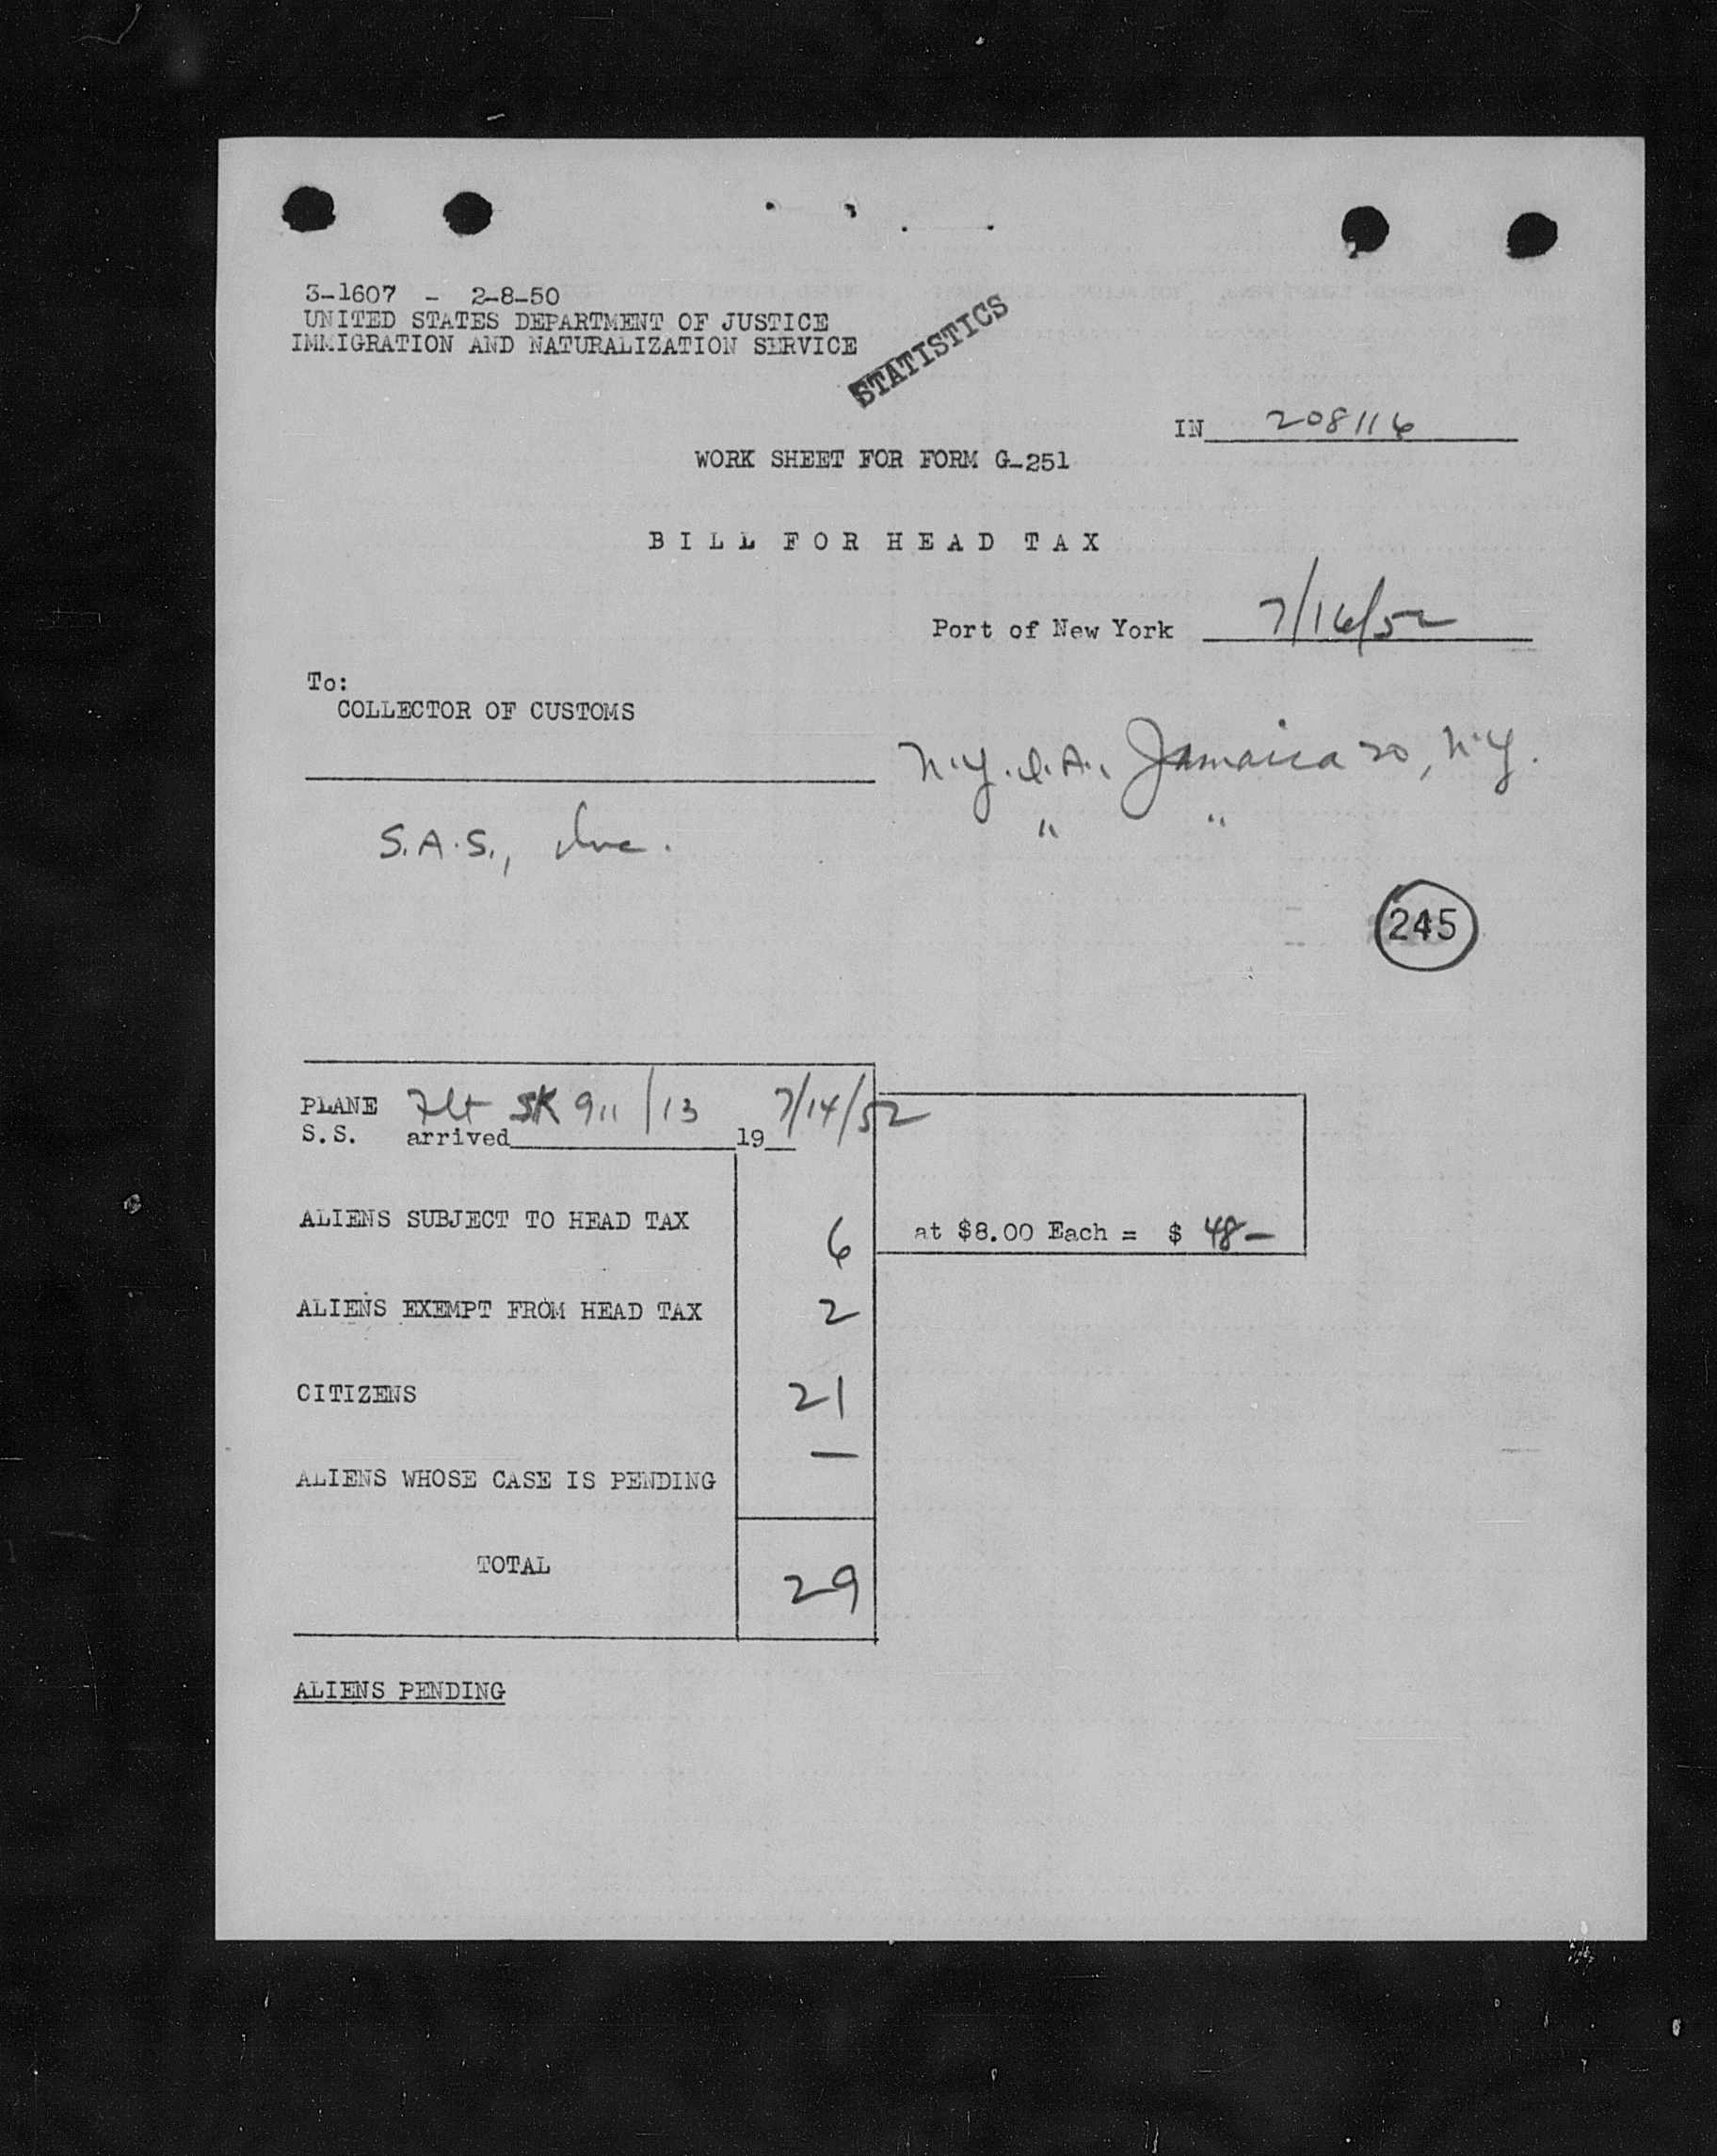 3-1607 - 2-8-50
UNITED STATES DEPARTMENT OF JUSTICE
IMMIGRATION AND NATURALIZATION SERVICE
STATISTICS
IN 208116
WORK SHEET FOR FORM G-251
BILL FOR HEAD TAX
Port of New York 7/16/52
To:
COLLECTOR OF CUSTOMS
N.Y.I.A., Jamaica 20, N.Y.
S.A.S., Inc. " "
245
PLANE Flt SK 911/13 7/14/52
S.S. arrived 19
ALIENS SUBJECT TO HEAD TAX 6 at $8.00 Each = $ 48-
ALIENS EXEMPT FROM HEAD TAX 2
CITIZENS 21
ALIENS WHOSE CASE IS PENDING —
TOTAL 29
ALIENS PENDING